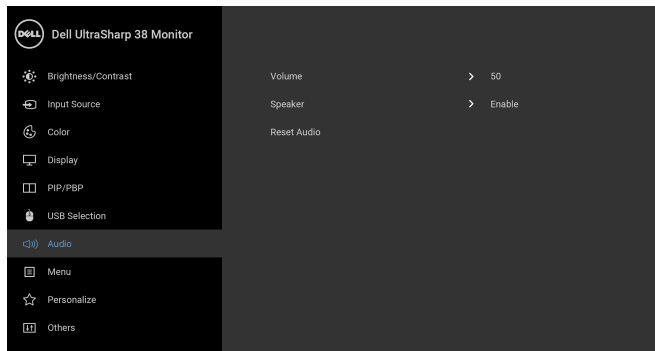 DELL Dell UltraSharp 38 Monitor
Brightness/Contrast
Volume 50
Input Source
Speaker Enable
Color
Reset Audio
Display
PIP/PBP
USB Selection
Audio
Menu
Personalize
Others